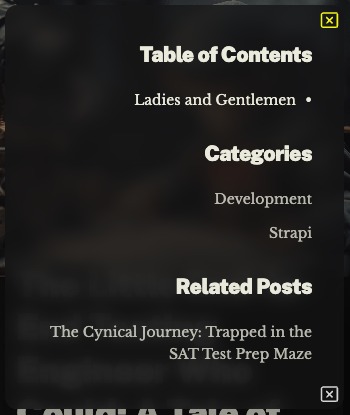 Table of Contents
Ladies and Gentlemen •
Categories
Development
Strapi
Related Posts
The Cynical Journey: Trapped in the
SAT Test Prep Maze